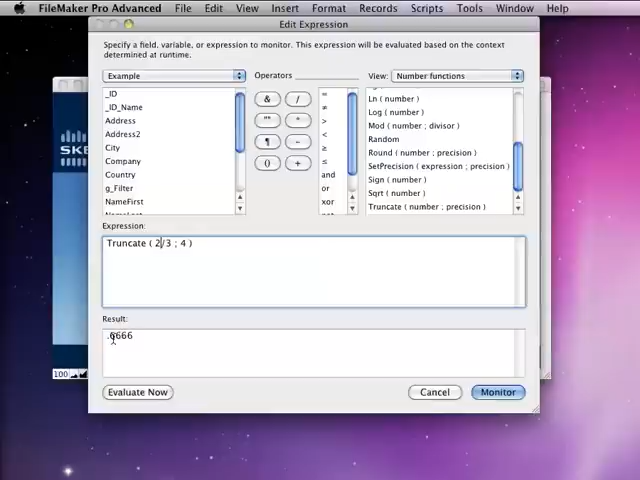 FileMaker Pro Advanced File Edit View Insert Format Records Scripts Tools Window Help
Edit Expression
Specify a field, variable, or expression to monitor. This expression will be evaluated based on the context
determined at runtime.
Example
Operators
View: Number functions
_ID
_ID_Name
Address
Address2
City
Company
Country
g_Filter
NameFirst
& /
"" *
¶ -
() +
=
≠
>
<
≥
≤
and
or
xor
not
Ln ( number )
Log ( number )
Mod ( number ; divisor )
Random
Round ( number ; precision )
SetPrecision ( expression ; precision )
Sign ( number )
Sqrt ( number )
Truncate ( number ; precision )
Expression:
Truncate ( 2/3 ; 4 )
Result:
.6666
Evaluate Now
Cancel
Monitor
100